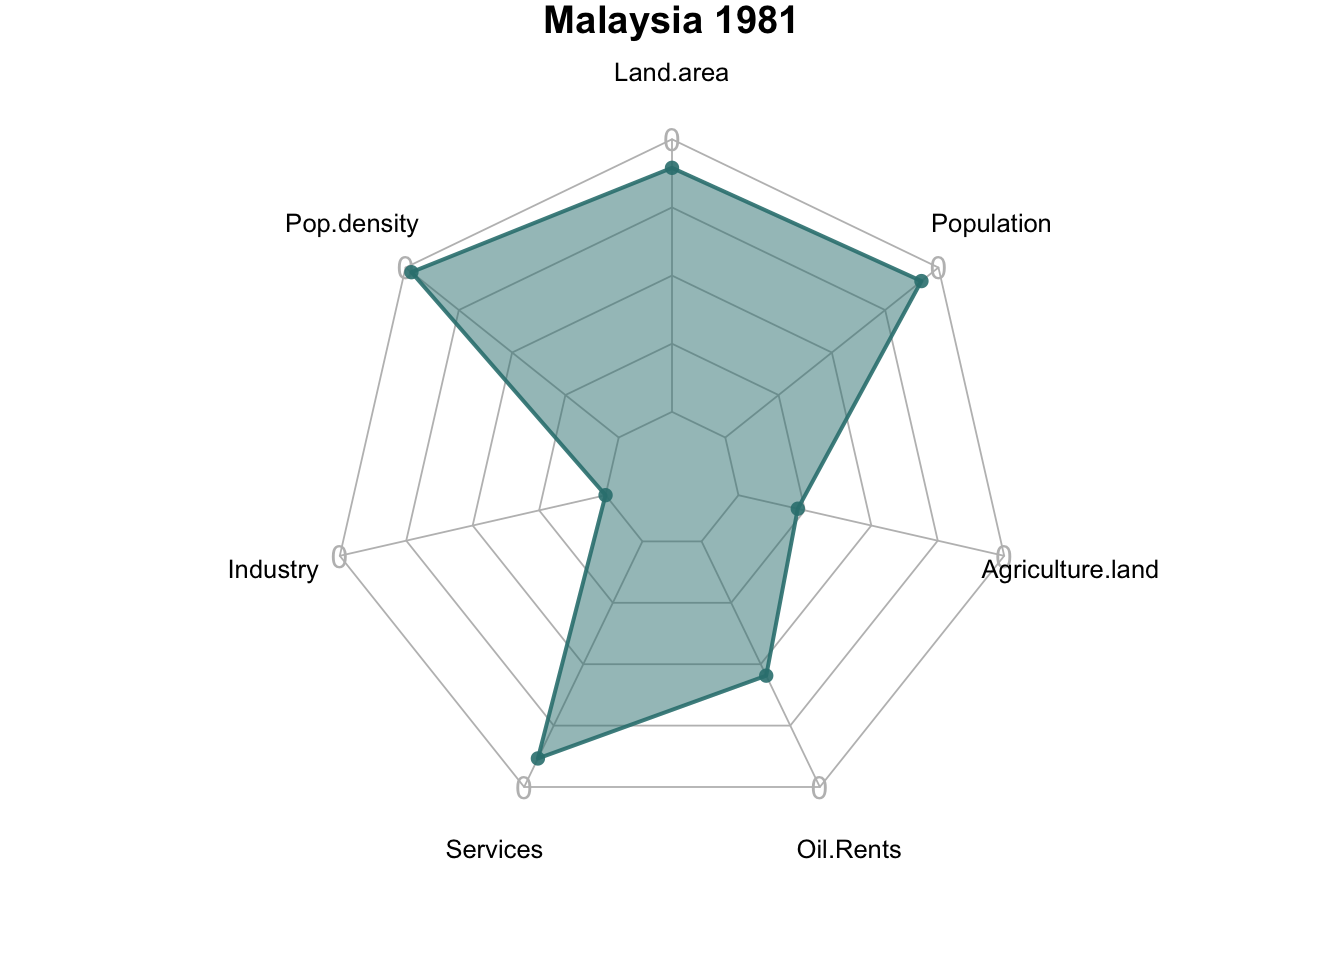 Malaysia 1981
Land.area
0
Pop.density
Population
0
0
Industry
0
0
Agriculture.land
0
0
Services
Oil.Rents